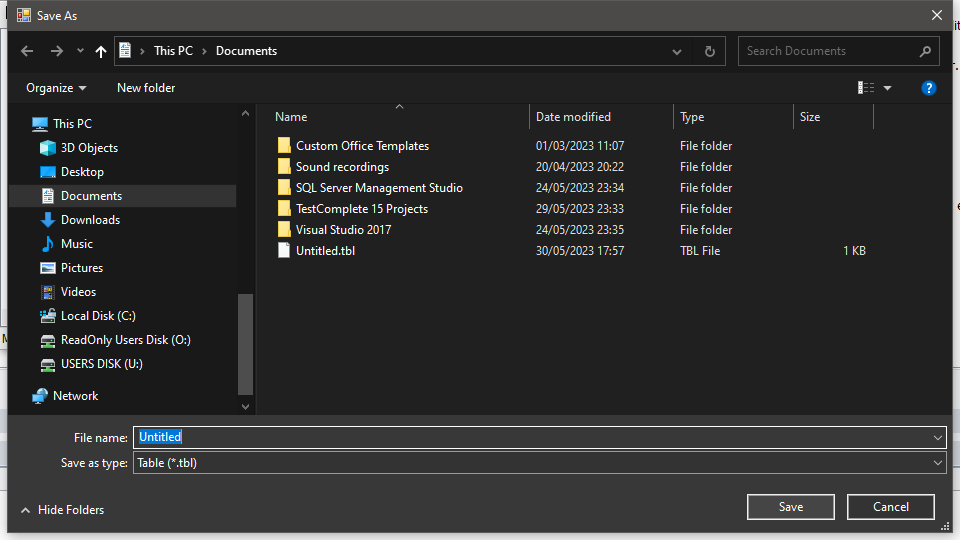 Save As
This PC
Documents
Search Documents
Organize
New folder
This PC
3D Objects
Desktop
Documents
Downloads
Music
Pictures
Videos
Local Disk (C:)
ReadOnly Users Disk (O:)
USERS DISK (U:)
Network
Name Date modified Type Size
Custom Office Templates 01/03/2023 11:07 File folder
Sound recordings 20/04/2023 20:22 File folder
SQL Server Management Studio 24/05/2023 23:34 File folder
TestComplete 15 Projects 29/05/2023 23:33 File folder
Visual Studio 2017 24/05/2023 23:35 File folder
Untitled.tbl 30/05/2023 17:57 TBL File 1 KB
File name: Untitled
Save as type: Table (*.tbl)
Hide Folders
Save
Cancel